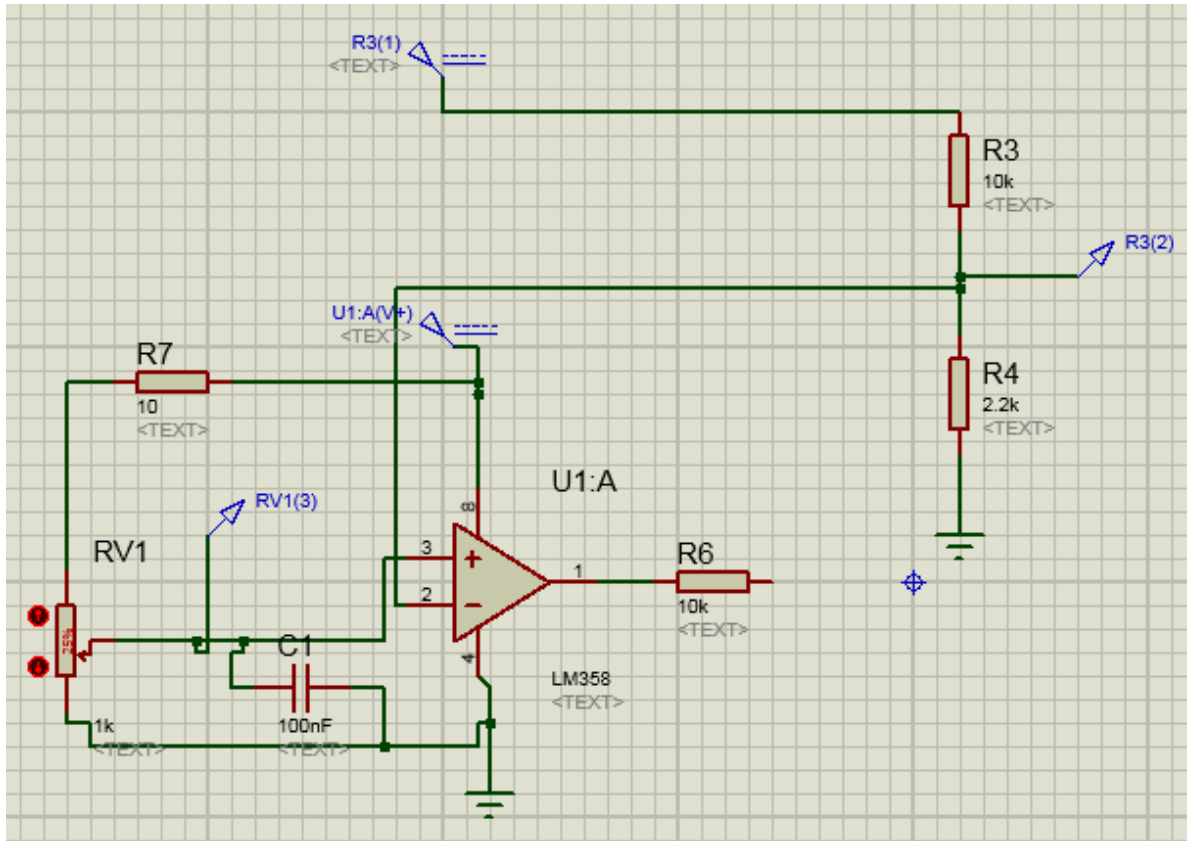 R3(1)
<TEXT>
R3
10k
<TEXT>
R3(2)
U1:A(V+)
<TEXT>
R7
10
<TEXT>
R4
2.2k
<TEXT>
U1:A
8
RV1(3)
RV1
3
2
1
4
R6
10k
<TEXT>
25%
C1
LM358
<TEXT>
1k
<TEXT>
100nF
<TEXT>